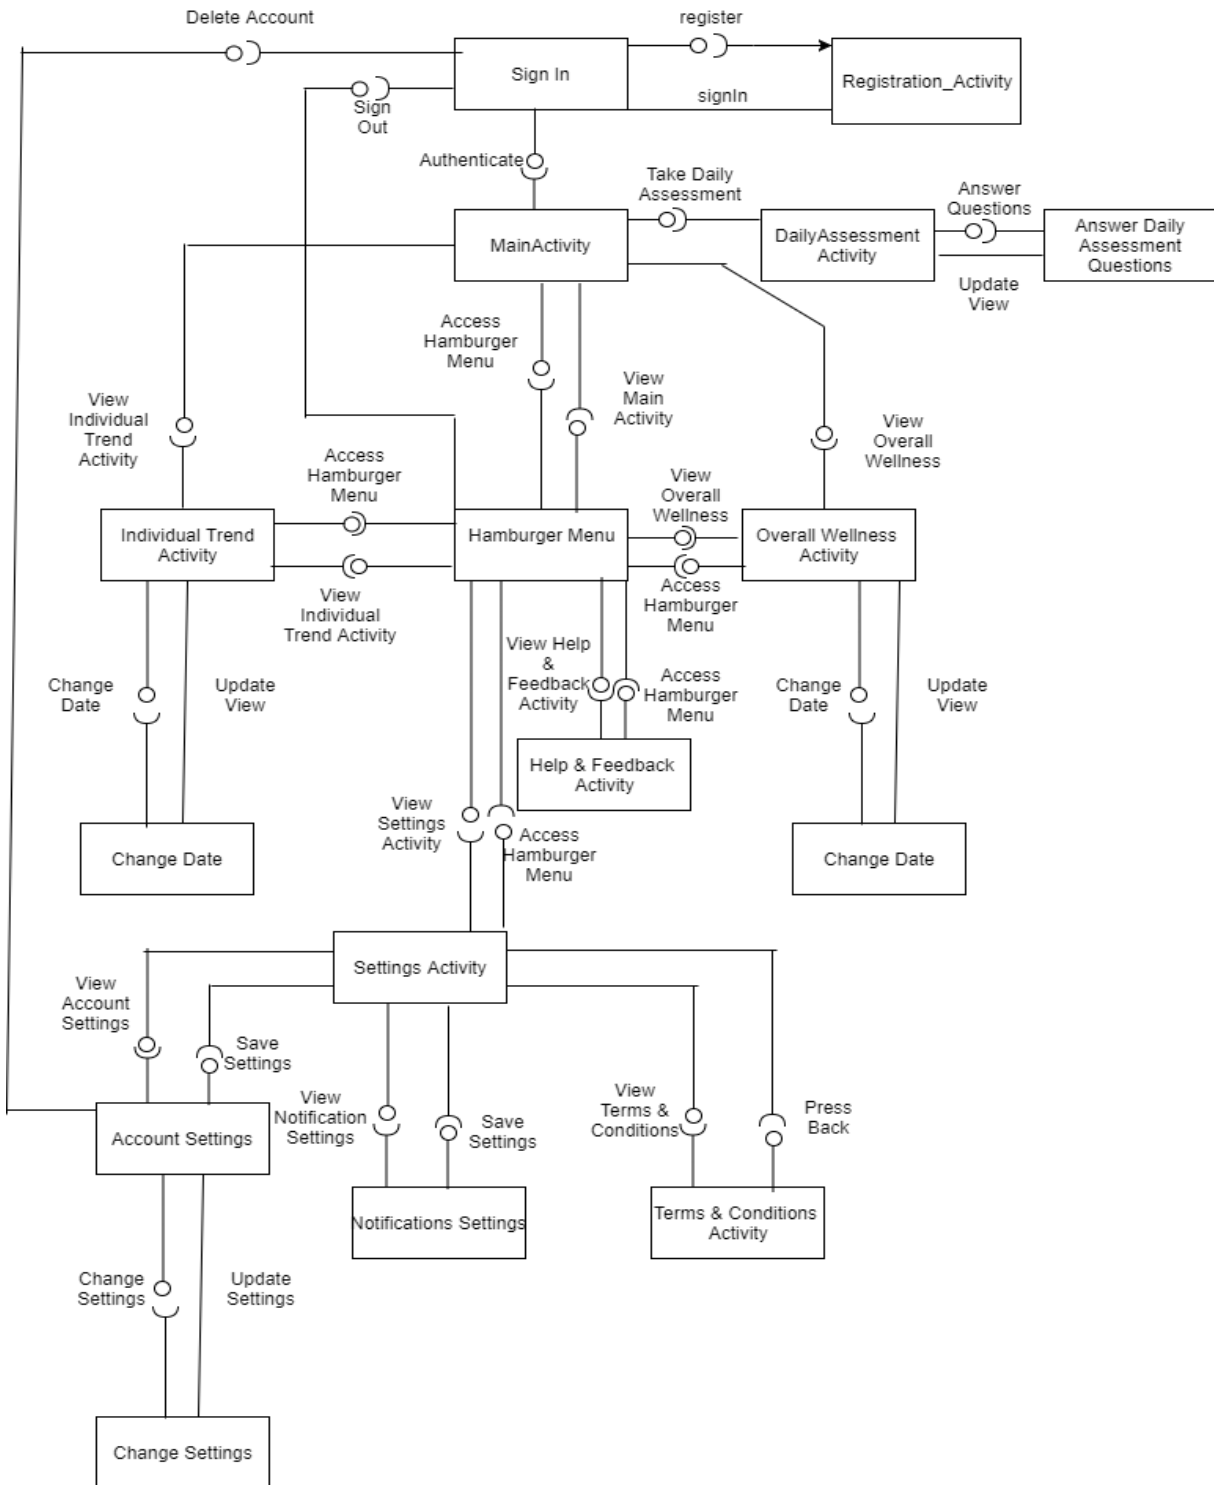 Delete Account
register
Sign In
Registration_Activity
signIn
Sign
Out
Authenticate
Take Daily
Assessment
Answer
Questions
MainActivity
DailyAssessment
Activity
Answer Daily
Assessment
Questions
Update
View
Access
Hamburger
Menu
View
Main
Activity
View
Individual
Trend
Activity
View
Overall
Wellness
Access
Hamburger
Menu
View
Overall
Wellness
Individual Trend
Activity
Hamburger Menu
Overall Wellness
Activity
View
Individual
Trend Activity
Access
Hamburger
Menu
View Help
&
Feedback
Activity
Access
Hamburger
Menu
Change
Date
Update
View
Change
Date
Update
View
Help & Feedback
Activity
View
Settings
Activity
Access
Hamburger
Menu
Change Date
Change Date
Settings Activity
View
Account
Settings
Save
Settings
View
Notification
Settings
Save
Settings
View
Terms &
Conditions
Press
Back
Account Settings
Notifications Settings
Terms & Conditions
Activity
Change
Settings
Update
Settings
Change Settings